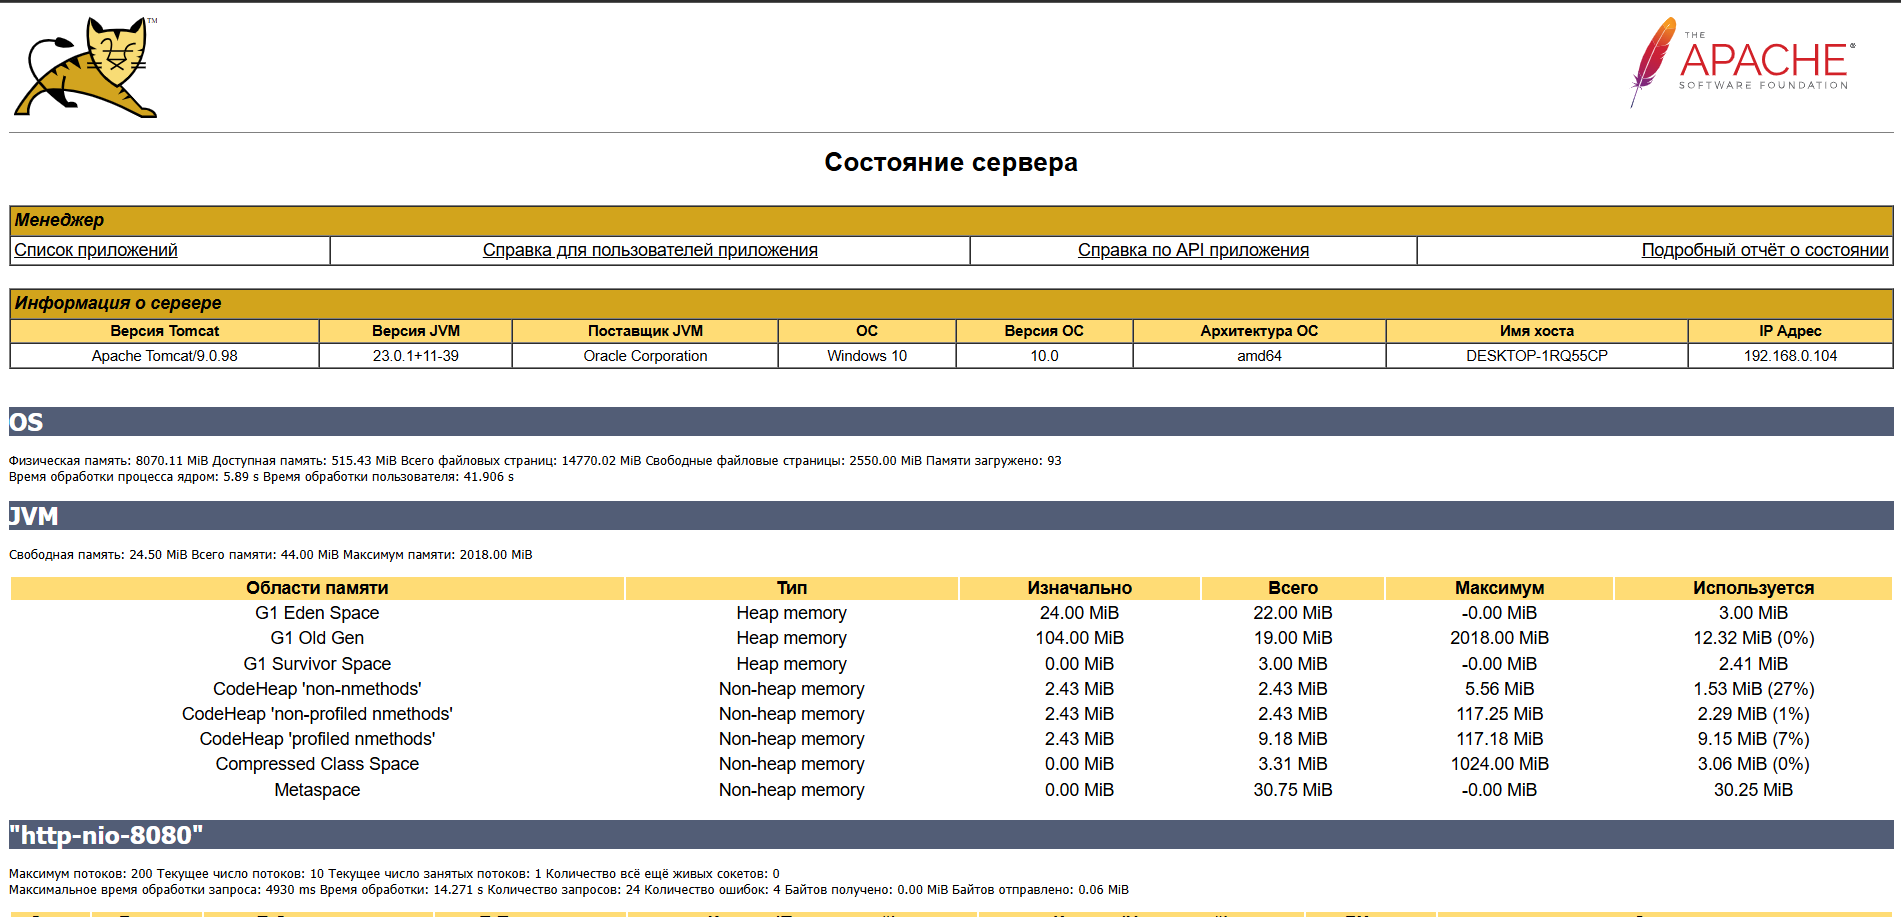 TM
THE
APACHE®
SOFTWARE FOUNDATION
Состояние сервера
Менеджер
Список приложений Справка для пользователей приложения Справка по API приложения Подробный отчёт о состоянии
Информация о сервере
Версия Tomcat Версия JVM Поставщик JVM ОС Версия ОС Архитектура ОС Имя хоста IP Адрес
Apache Tomcat/9.0.98 23.0.1+11-39 Oracle Corporation Windows 10 10.0 amd64 DESKTOP-1RQ55CP 192.168.0.104
OS
Физическая память: 8070.11 MiB Доступная память: 515.43 MiB Всего файловых страниц: 14770.02 MiB Свободные файловые страницы: 2550.00 MiB Памяти загружено: 93
Время обработки процесса ядром: 5.89 s Время обработки пользователя: 41.906 s
JVM
Свободная память: 24.50 MiB Всего памяти: 44.00 MiB Максимум памяти: 2018.00 MiB
Области памяти Тип Изначально Всего Максимум Используется
G1 Eden Space Heap memory 24.00 MiB 22.00 MiB -0.00 MiB 3.00 MiB
G1 Old Gen Heap memory 104.00 MiB 19.00 MiB 2018.00 MiB 12.32 MiB (0%)
G1 Survivor Space Heap memory 0.00 MiB 3.00 MiB -0.00 MiB 2.41 MiB
CodeHeap 'non-nmethods' Non-heap memory 2.43 MiB 2.43 MiB 5.56 MiB 1.53 MiB (27%)
CodeHeap 'non-profiled nmethods' Non-heap memory 2.43 MiB 2.43 MiB 117.25 MiB 2.29 MiB (1%)
CodeHeap 'profiled nmethods' Non-heap memory 2.43 MiB 9.18 MiB 117.18 MiB 9.15 MiB (7%)
Compressed Class Space Non-heap memory 0.00 MiB 3.31 MiB 1024.00 MiB 3.06 MiB (0%)
Metaspace Non-heap memory 0.00 MiB 30.75 MiB -0.00 MiB 30.25 MiB
"http-nio-8080"
Максимум потоков: 200 Текущее число потоков: 10 Текущее число занятых потоков: 1 Количество всё ещё живых сокетов: 0
Максимальное время обработки запроса: 4930 ms Время обработки: 14.271 s Количество запросов: 24 Количество ошибок: 4 Байтов получено: 0.00 MiB Байтов отправлено: 0.06 MiB